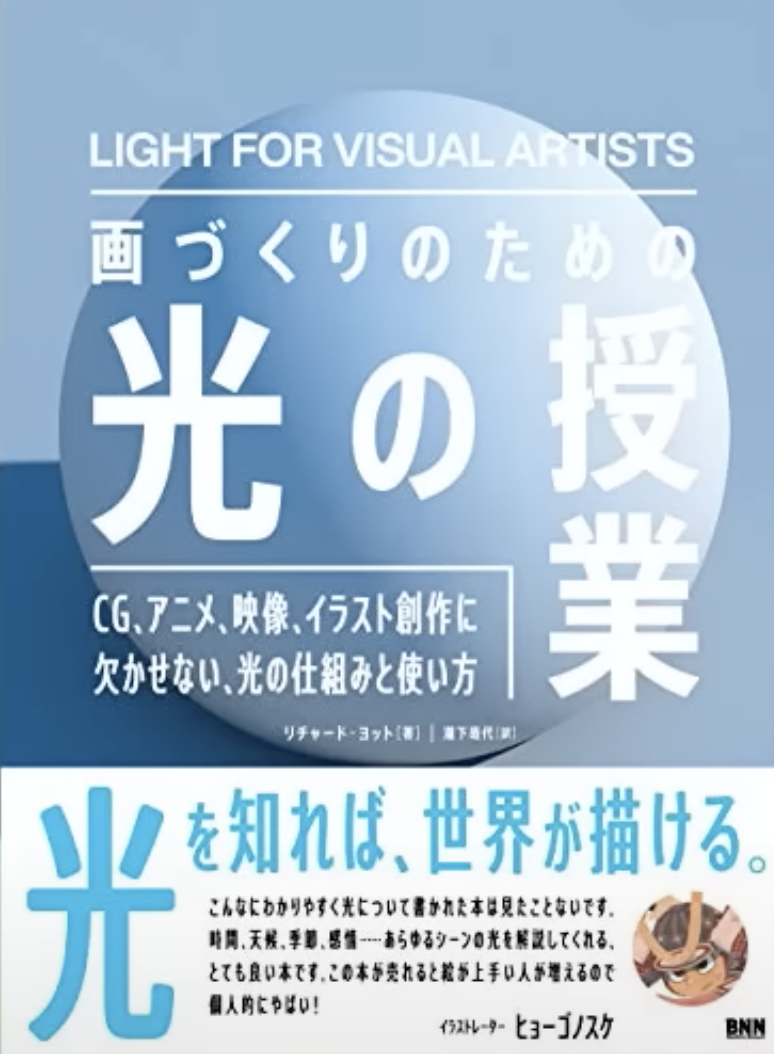 LIGHT FOR VISUAL ARTISTS
画づくりのための
光の授業
CG、アニメ、映像、イラスト創作に
欠かせない、光の仕組みと使い方
リチャード・ヨット[著] | 瀧下哉代[訳]
光を知れば、世界が描ける。
こんなにわかりやすく光について書かれた本は見たことないです。
時間、天候、季節、感情……あらゆるシーンの光を解説してくれる、
とても良い本です。この本が売れると絵が上手い人が増えるので
個人的にやばい!
イラストレーター ヒョーゴノスケ
BNN